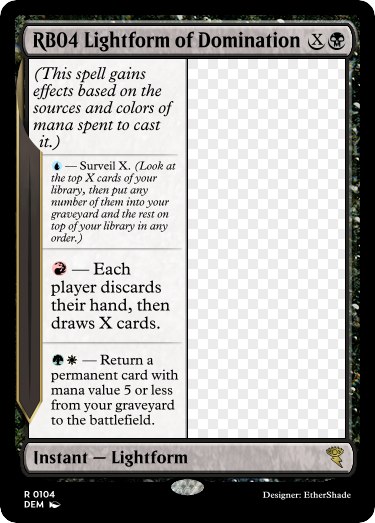 RB04 Lightform of Domination X
(This spell gains
effects based on the
sources and colors of
mana spent to cast
it.)
— Surveil X. (Look at
the top X cards of your
library, then put any
number of them into your
graveyard and the rest on
top of your library in any
order.)
— Each
player discards
their hand, then
draws X cards.
— Return a
permanent card with
mana value 5 or less
from your graveyard
to the battlefield.
Instant — Lightform
R 0104
DEM
Designer: EtherShade